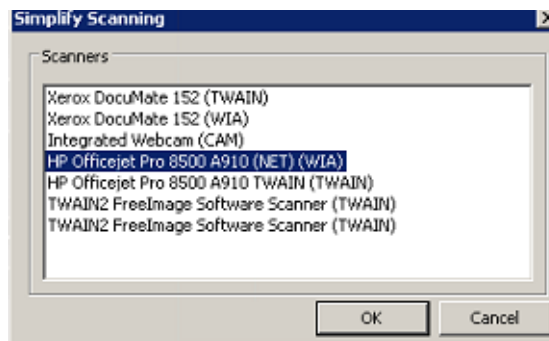 Simplify Scanning
Scanners
Xerox DocuMate 152 (TWAIN)
Xerox DocuMate 152 (WIA)
Integrated Webcam (CAM)
HP Officejet Pro 8500 A910 (NET) (WIA)
HP Officejet Pro 8500 A910 TWAIN (TWAIN)
TWAIN2 FreeImage Software Scanner (TWAIN)
TWAIN2 FreeImage Software Scanner (TWAIN)
OK Cancel